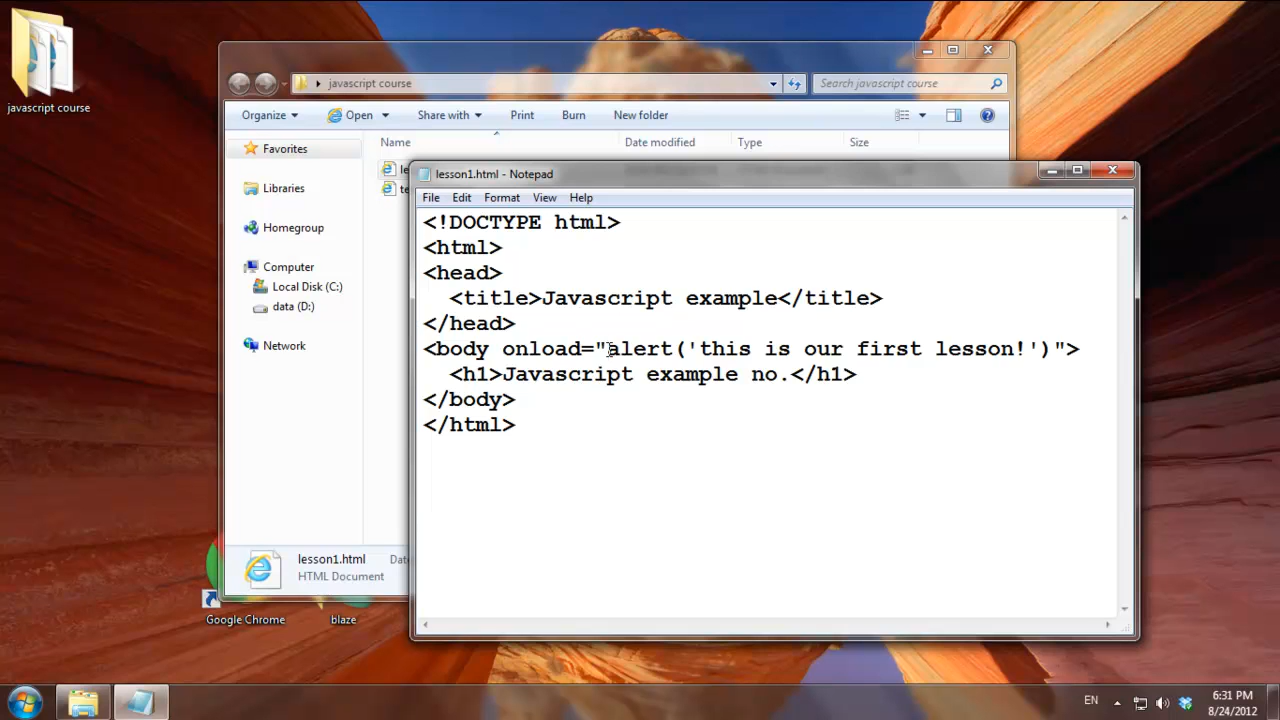 javascript course
javascript course
Search javascript course
Organize
Open
Share with
Print
Burn
New folder
Favorites
Libraries
Homegroup
Computer
Local Disk (C:)
data (D:)
Network
Name
Date modified
Type
Size
le
te
lesson1.html - Notepad
File Edit Format View Help
<!DOCTYPE html>
<html>
<head>
<title>Javascript example</title>
</head>
<body onload="alert('this is our first lesson!')">
<h1>Javascript example no.</h1>
</body>
</html>
lesson1.html
Date
HTML Document
Google Chrome
blaze
EN
6:31 PM
8/24/2012